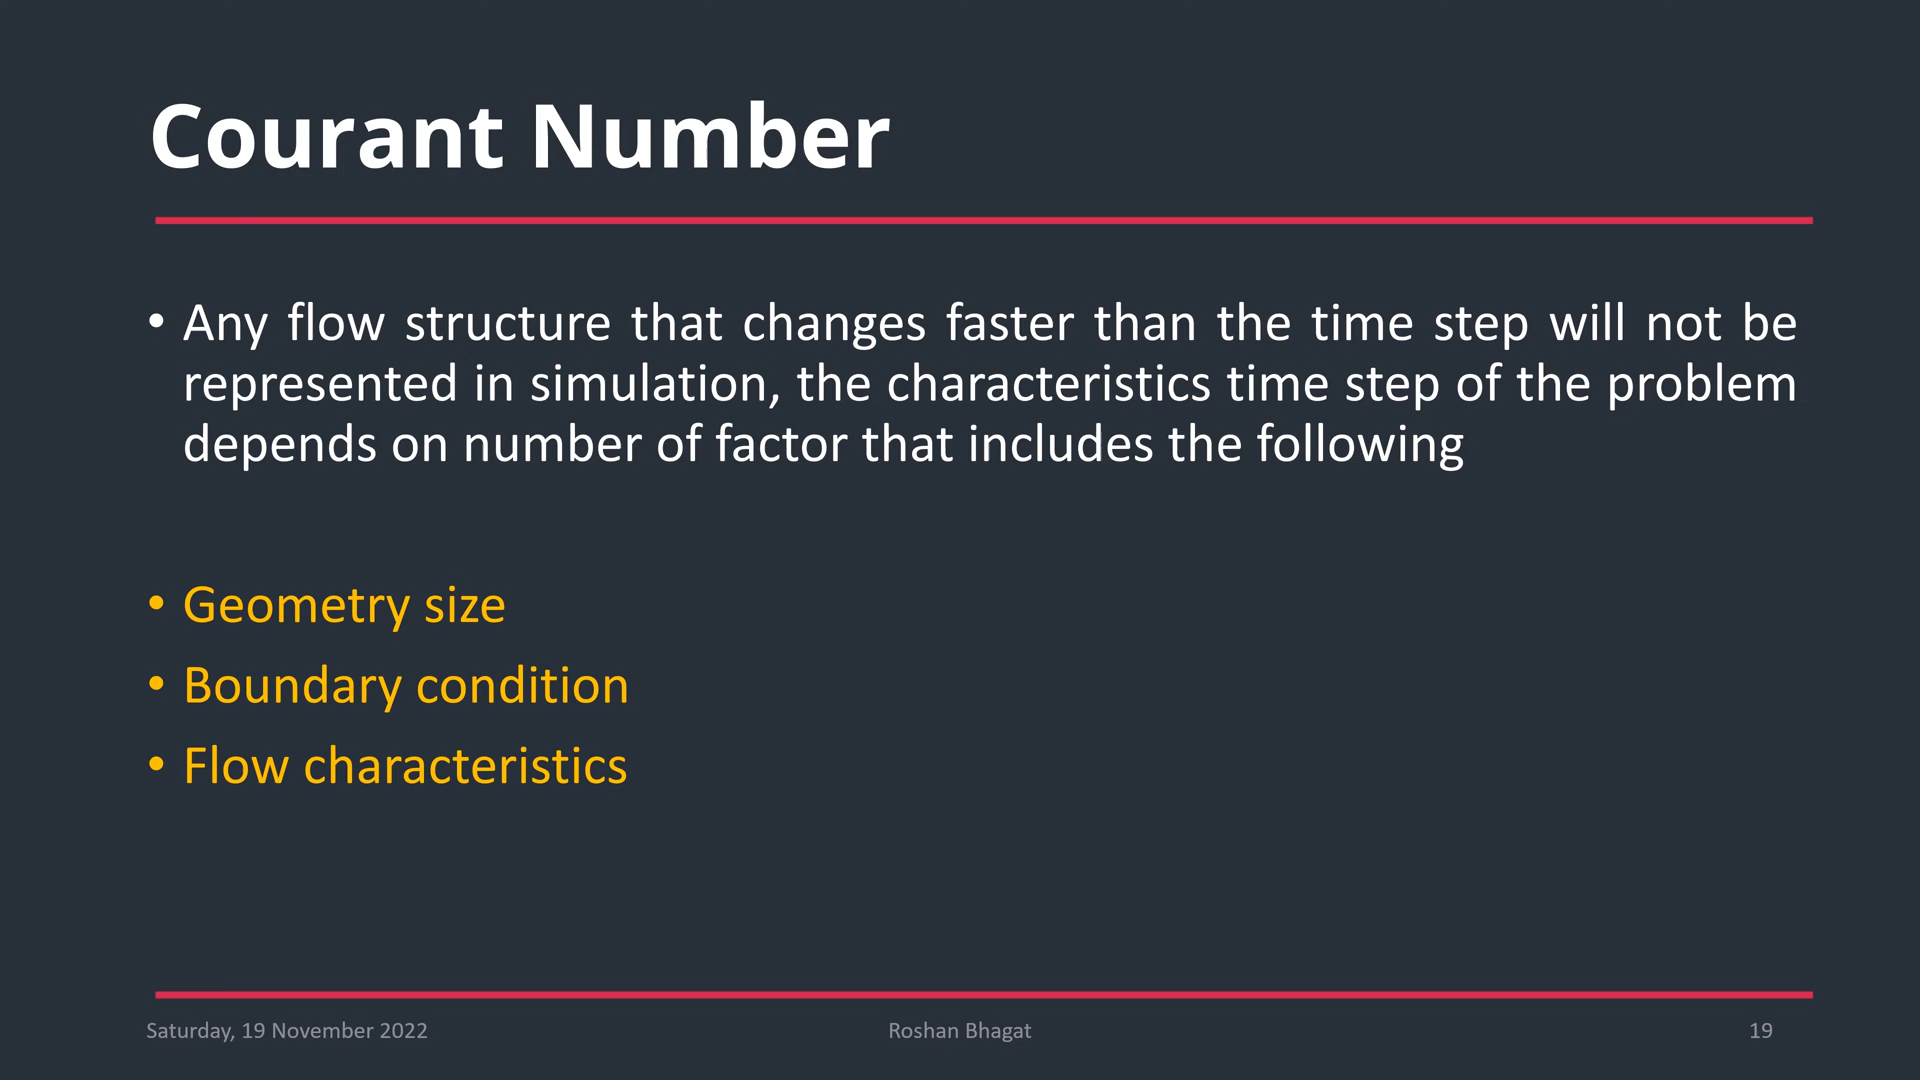 Courant Number
• Any flow structure that changes faster than the time step will not be
represented in simulation, the characteristics time step of the problem
depends on number of factor that includes the following
• Geometry size
• Boundary condition
• Flow characteristics
Saturday, 19 November 2022
Roshan Bhagat
19